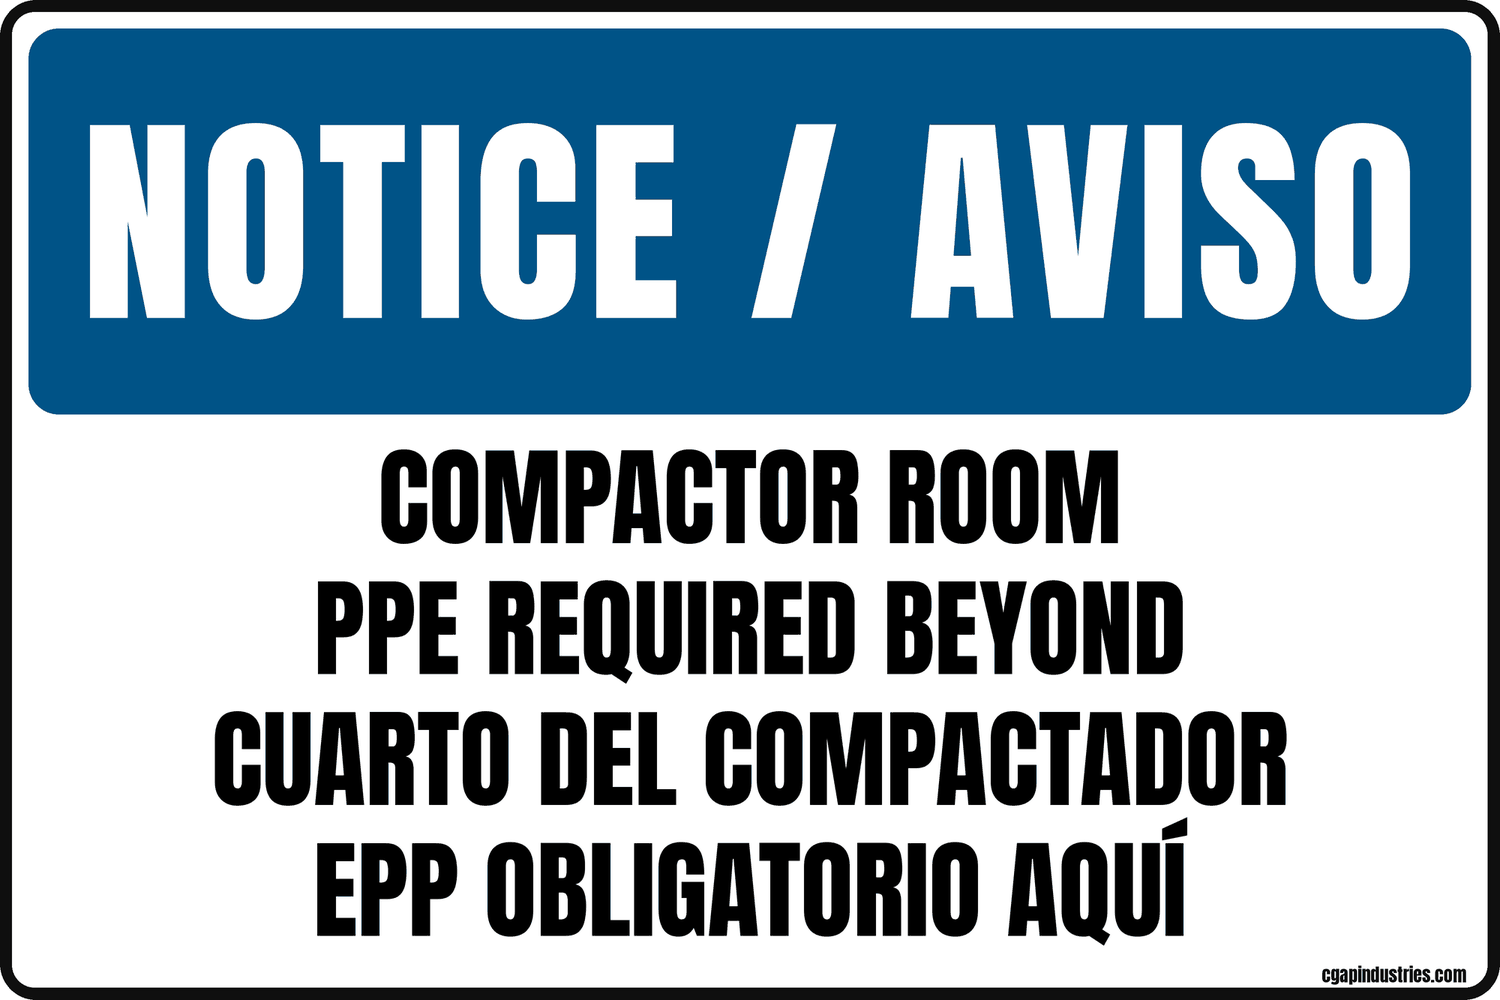 NOTICE / AVISO
COMPACTOR ROOM
PPE REQUIRED BEYOND
CUARTO DEL COMPACTADOR
EPP OBLIGATORIO AQUÍ
cgapindustries.com